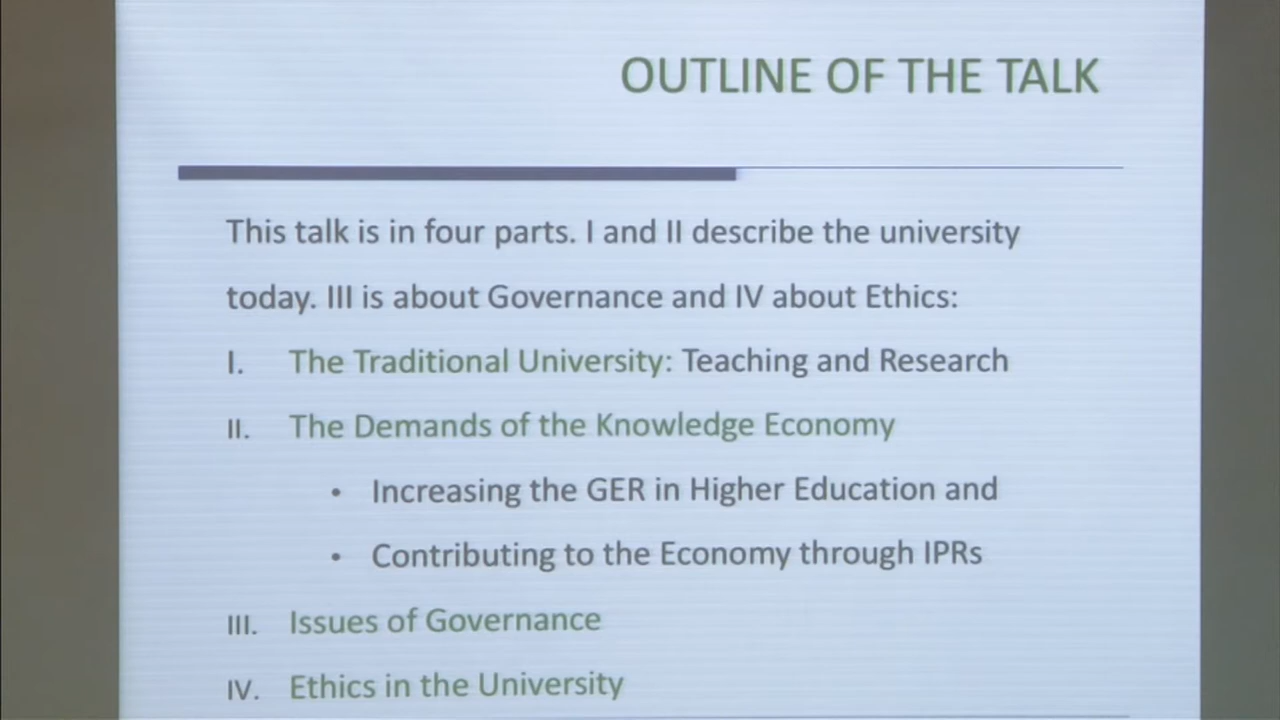 OUTLINE OF THE TALK
This talk is in four parts. I and II describe the university
today. III is about Governance and IV about Ethics:
I. The Traditional University: Teaching and Research
II. The Demands of the Knowledge Economy
• Increasing the GER in Higher Education and
• Contributing to the Economy through IPRs
III. Issues of Governance
IV. Ethics in the University